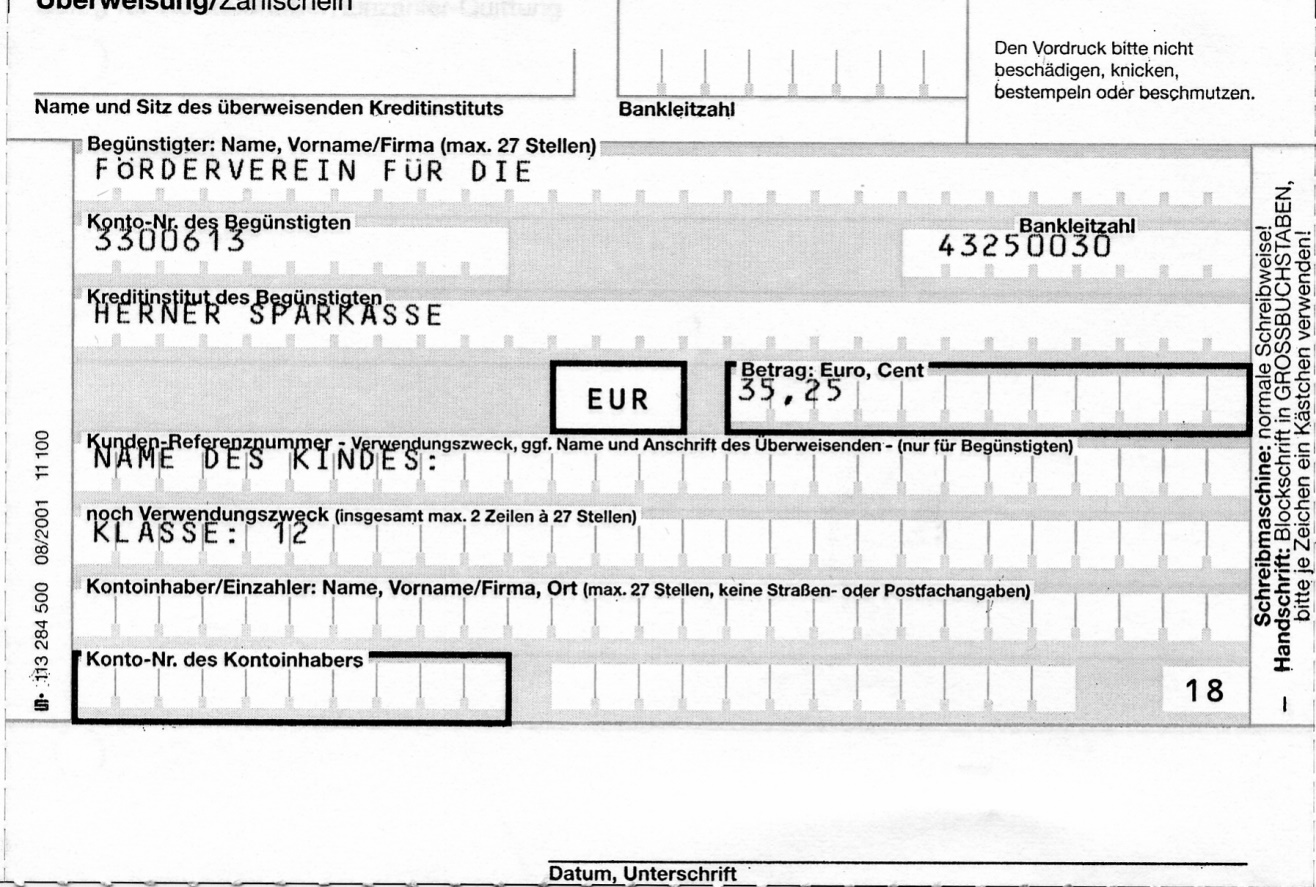 Überweisung/Zahlschein
Den Vordruck bitte nicht
beschädigen, knicken,
bestempeln oder beschmutzen.
Name und Sitz des überweisenden Kreditinstituts
Bankleitzahl
Begünstigter: Name, Vorname/Firma (max. 27 Stellen)
FÖRDERVEREIN FÜR DIE
Konto-Nr. des Begünstigten
Bankleitzahl
3300613
43250030
Kreditinstitut des Begünstigten
HERNER SPARKASSE
EUR
Betrag: Euro, Cent
35,25
Kunden-Referenznummer - Verwendungszweck, ggf. Name und Anschrift des Überweisenden - (nur für Begünstigten)
NAME DES KINDES:
noch Verwendungszweck (insgesamt max. 2 Zeilen à 27 Stellen)
KLASSE: 12
Kontoinhaber/Einzahler: Name, Vorname/Firma, Ort (max. 27 Stellen, keine Straßen- oder Postfachangaben)
Konto-Nr. des Kontoinhabers
18
Datum, Unterschrift
113 284 500 08/2001 11 100
Schreibmaschine: normale Schreibweise!
Handschrift: Blockschrift in GROSSBUCHSTABEN,
bitte je Zeichen ein Kästchen verwenden!